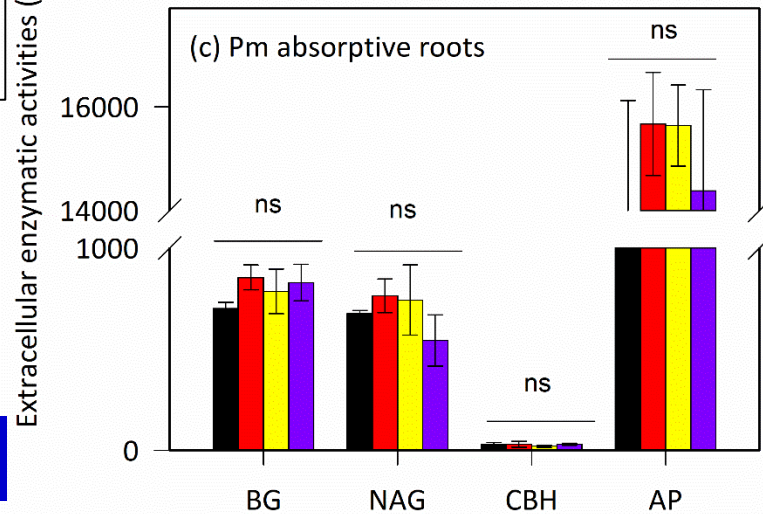 Extracellular enzymatic activities (
(c) Pm absorptive roots
ns
16000
14000
ns
ns
1000
ns
0
BG NAG CBH AP